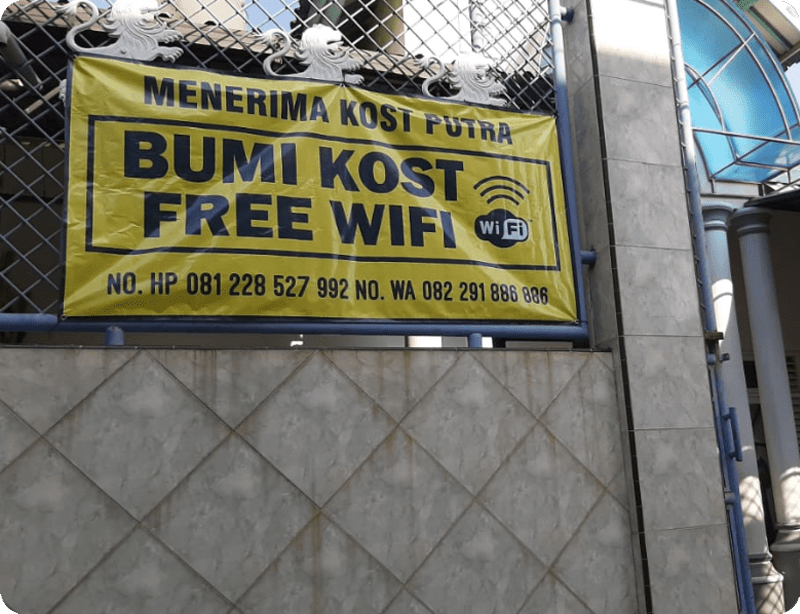 MENERIMA KOST PUTRA
BUMI KOST
FREE WIFI
WiFi
NO. HP 081 228 527 992 NO. WA 082 291 886 886